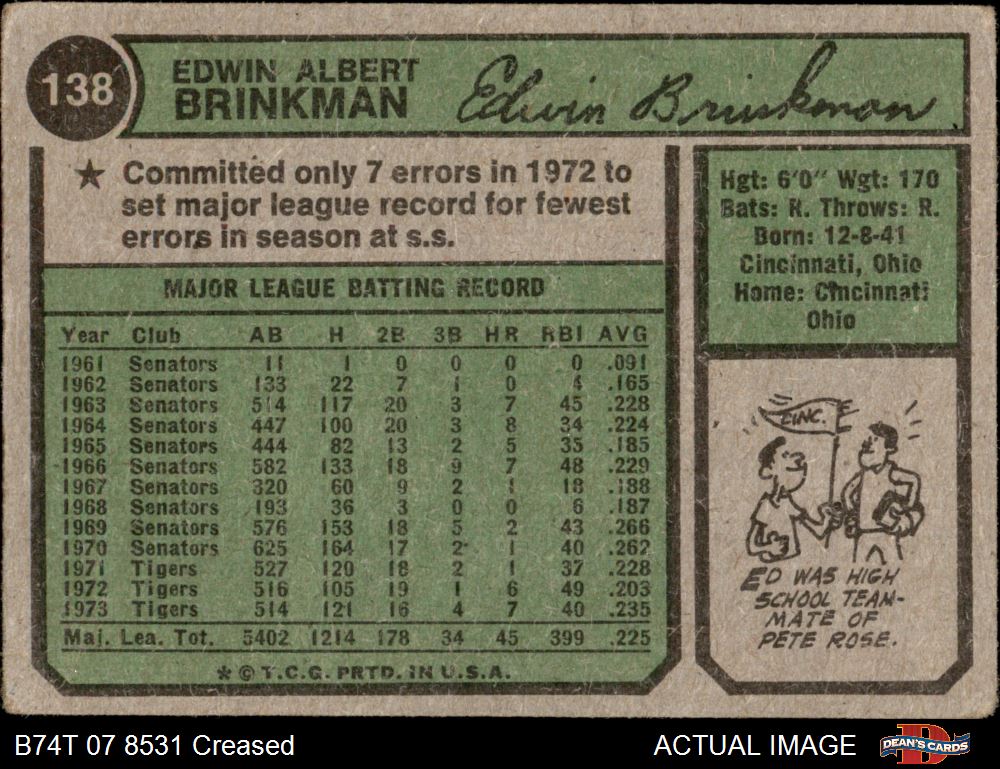 138
EDWIN ALBERT
BRINKMAN
Edwin Brinkman
★ Committed only 7 errors in 1972 to
set major league record for fewest
errors in season at s.s.
MAJOR LEAGUE BATTING RECORD
Year Club AB H 2B 3B HR RBI AVG
1961 Senators 11 1 0 0 0 0 .091
1962 Senators 133 22 7 1 0 4 .165
1963 Senators 514 117 20 3 7 45 .228
1964 Senators 447 100 20 3 8 34 .224
1965 Senators 444 82 13 2 5 35 .185
1966 Senators 582 133 18 9 7 48 .229
1967 Senators 320 60 9 2 1 18 .188
1968 Senators 193 36 3 0 0 6 .187
1969 Senators 576 153 18 5 2 43 .266
1970 Senators 625 164 17 2 1 40 .262
1971 Tigers 527 120 18 2 1 37 .228
1972 Tigers 516 105 19 1 6 49 .203
1973 Tigers 514 121 16 4 7 40 .235
Maj. Lea. Tot. 5402 1214 178 34 45 399 .225
* © T.C.G. PRTD. IN U.S.A.
Hgt: 6'0" Wgt: 170
Bats: R. Throws: R.
Born: 12-8-41
Cincinnati, Ohio
Home: Cincinnati
Ohio
CINC.
ED WAS HIGH
SCHOOL TEAM-
MATE OF
PETE ROSE.
B74T 07 8531 Creased
ACTUAL IMAGE
DEAN'S CARDS